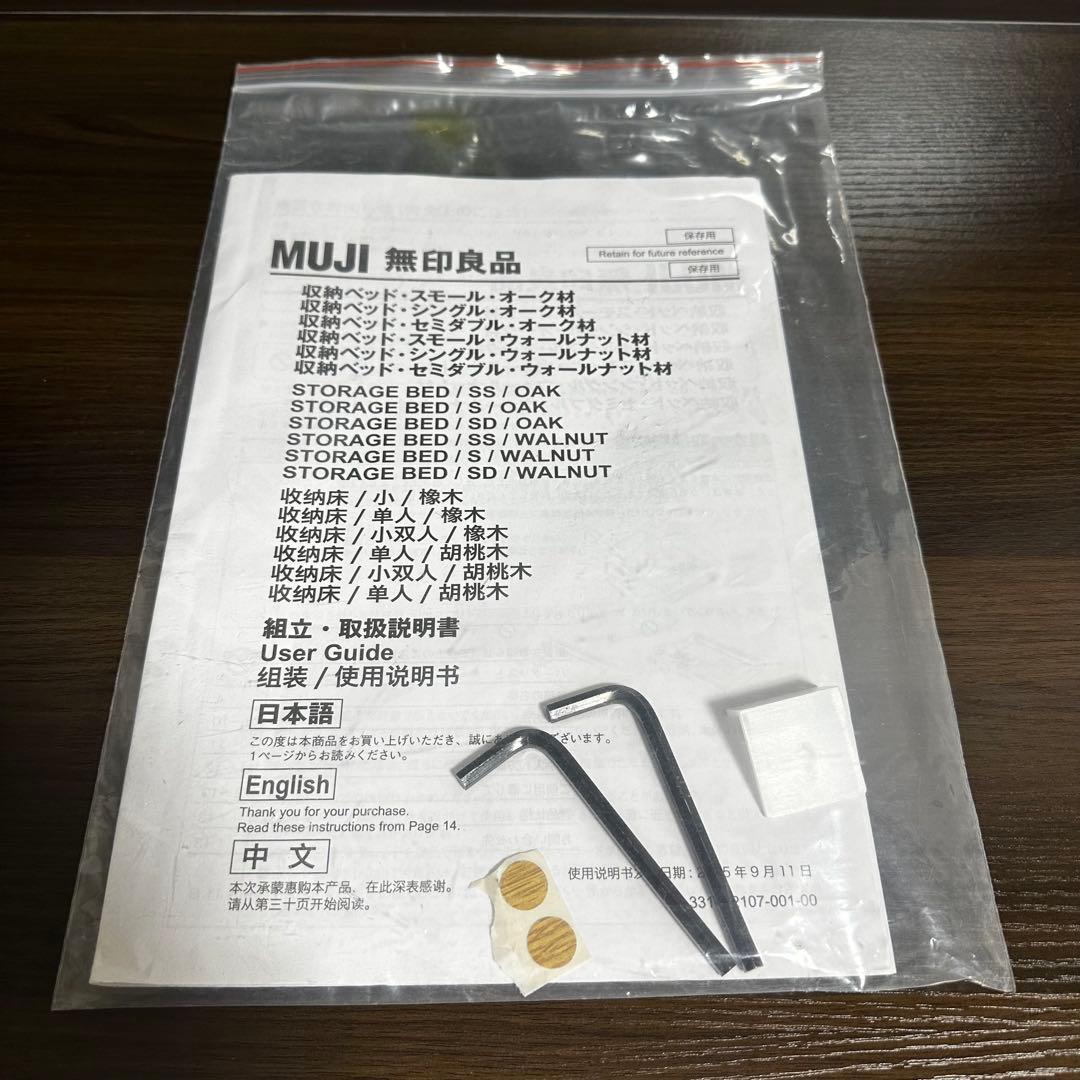 MUJI 無印良品
保存用
Retain for future reference
保存用
収納ベッド・スモール・オーク材
収納ベッド・シングル・オーク材
収納ベッド・セミダブル・オーク材
収納ベッド・スモール・ウォールナット材
収納ベッド・シングル・ウォールナット材
収納ベッド・セミダブル・ウォールナット材
STORAGE BED / SS / OAK
STORAGE BED / S / OAK
STORAGE BED / SD / OAK
STORAGE BED / SS / WALNUT
STORAGE BED / S / WALNUT
STORAGE BED / SD / WALNUT
收纳床 / 小 / 橡木
收纳床 / 单人 / 橡木
收纳床 / 小双人 / 橡木
收纳床 / 单人 / 胡桃木
收纳床 / 小双人 / 胡桃木
收纳床 / 单人 / 胡桃木
組立・取扱説明書
User Guide
组装 / 使用说明书
日本語
この度は本商品をお買い上げいただき、誠に ございます。
1ページからお読みください。
English
Thank you for your purchase.
Read these instructions from Page 14.
中 文
本次承蒙惠购本产品、在此深表感谢。
请从第三十页开始阅读。
使用说明书 日期: 5年9月11日
107-001-00